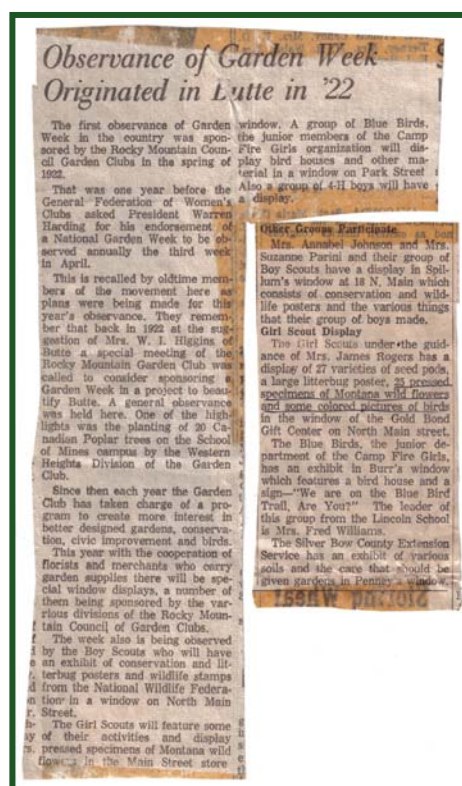 Observance of Garden Week
Originated in Butte in '22
The first observance of Garden
Week in the country was spon-
sored by the Rocky Mountain Coun-
cil Garden Clubs in the spring of
1922.
That was one year before the
General Federation of Women's
Clubs asked President Warren
Harding for his endorsement of
a National Garden Week to be ob-
served annually the third week
in April.
This is recalled by oldtime mem-
bers of the movement here as
plans were being made for this
year's observance. They remem-
ber that back in 1922 at the sug-
gestion of Mrs. W. I. Higgins of
Butte a special meeting of the
Rocky Mountain Garden Club was
called to consider sponsoring a
Garden Week in a project to beau-
tify Butte. A general observance
was held here. One of the high-
lights was the planting of 20 Ca-
nadian Poplar trees on the School
of Mines campus by the Western
Heights Division of the Garden
Club.
Since then each year the Garden
Club has taken charge of a pro-
gram to create more interest in
better designed gardens, conserva-
tion, civic improvement and birds.
This year with the cooperation of
florists and merchants who carry
garden supplies there will be spe-
cial window displays, a number of
them being sponsored by the var-
ious divisions of the Rocky Moun-
tain Council of Garden Clubs.
The week also is being observed
by the Boy Scouts who will have
an exhibit of conservation and lit-
terbug posters and wildlife stamps
from the National Wildlife Federa-
tion in a window on North Main
Street.
The Girl Scouts will feature some
of their activities and display
pressed specimens of Montana wild
flowers in the Main Street store
window. A group of Blue Birds,
the junior members of the Camp
Fire Girls organization will dis-
play bird houses and other ma-
terial in a window on Park Street
Also a group of 4-H boys will have
a display.
Other Groups Participate
Mrs. Annabel Johnson and Mrs.
Suzanne Parini and their group of
Boy Scouts have a display in Spil-
lum's window at 18 N. Main which
consists of conservation and wild-
life posters and the various things
that their group of boys made.
Girl Scout Display
The Girl Scouts under the guid-
ance of Mrs. James Rogers has a
display of 27 varieties of seed pods,
a large litterbug poster, 25 pressed
specimens of Montana wild flowers
and some colored pictures of birds
in the window of the Gold Bond
Gift Center on North Main street.
The Blue Birds, the junior de-
partment of the Camp Fire Girls,
has an exhibit in Burr's window
which features a bird house and a
sign—"We are on the Blue Bird
Trail, Are You?" The leader of
this group from the Lincoln School
is Mrs. Fred Williams.
The Silver Bow County Extension
Service has an exhibit of various
soils and the care that should be
given gardens in Penney's window.